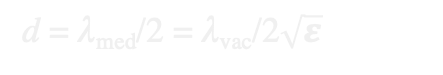 d = λ_med/2 = λ_vac/2√ε